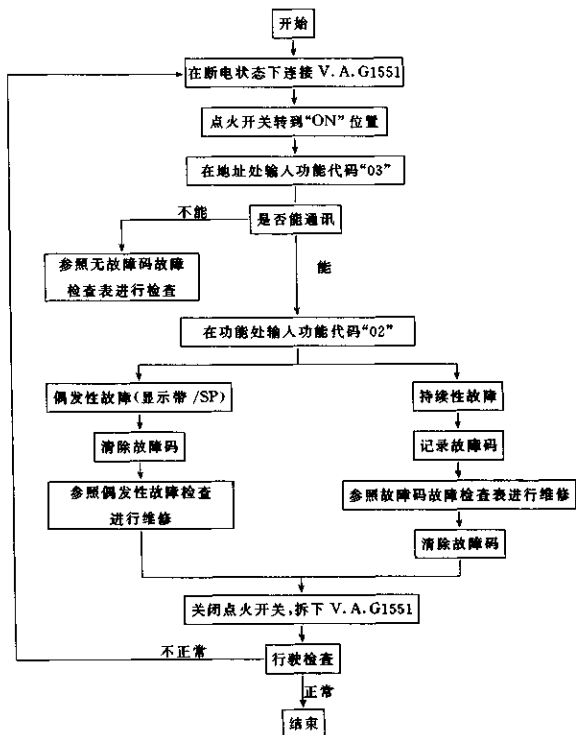 开始
在断电状态下连接 V.A.G1551
点火开关转到“ON”位置
在地址处输入功能代码“03”
不能
是否能通讯
参照无故障码故障
检查表进行检查
能
在功能处输入功能代码“02”
偶发性故障(显示带/SP)
持续性故障
清除故障码
记录故障码
参照偶发性故障检查
进行维修
参照故障码故障检查表进行维修
清除故障码
关闭点火开关,拆下 V.A.G1551
不正常
行驶检查
正常
结束